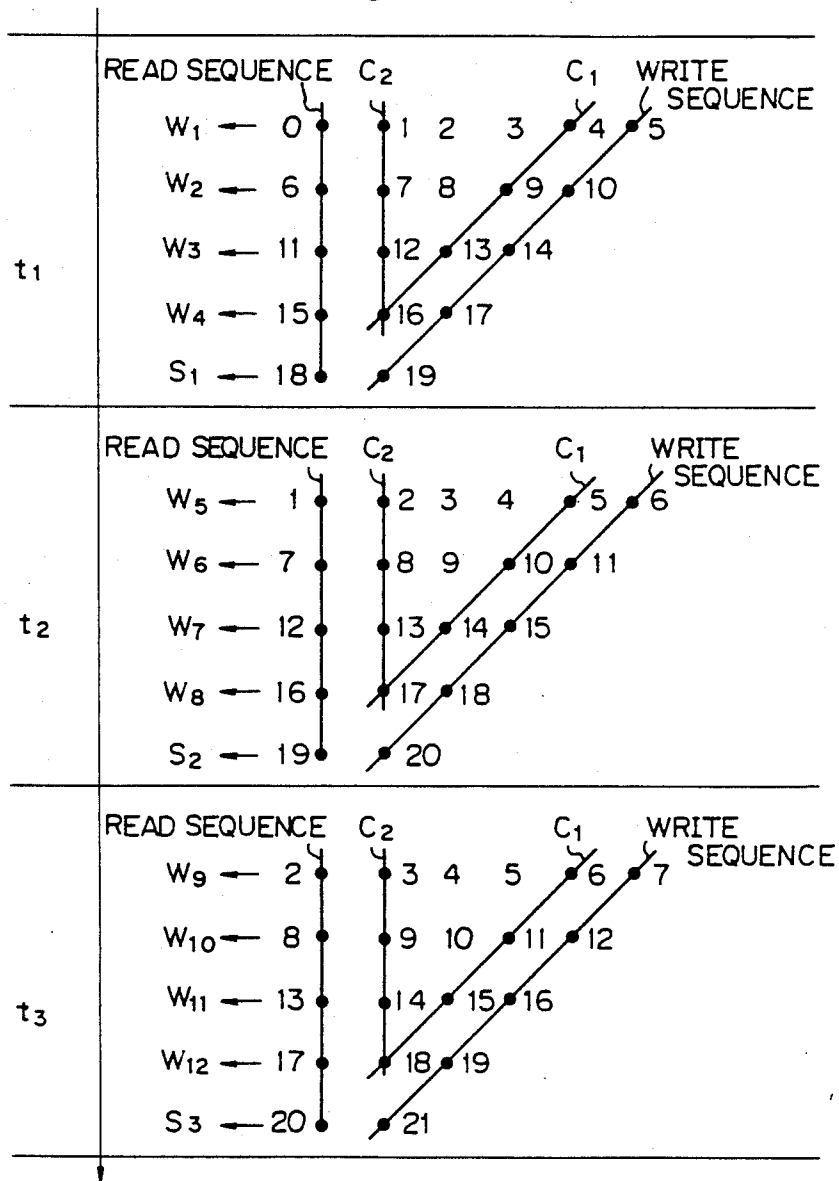 READ SEQUENCE C2 C1 WRITE SEQUENCE
W1 ← 0 1 2 3 4 5
W2 ← 6 7 8 9 10
W3 ← 11 12 13 14
t1
W4 ← 15 16 17
S1 ← 18 19
READ SEQUENCE C2 C1 WRITE SEQUENCE
W5 ← 1 2 3 4 5 6
W6 ← 7 8 9 10 11
t2
W7 ← 12 13 14 15
W8 ← 16 17 18
S2 ← 19 20
READ SEQUENCE C2 C1 WRITE SEQUENCE
W9 ← 2 3 4 5 6 7
W10 ← 8 9 10 11 12
t3
W11 ← 13 14 15 16
W12 ← 17 18 19
S3 ← 20 21